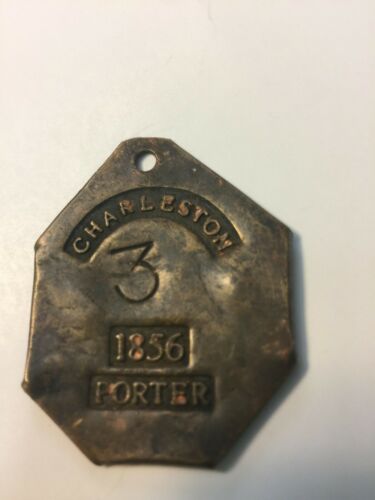 CHARLESTON
3
1856
PORTER